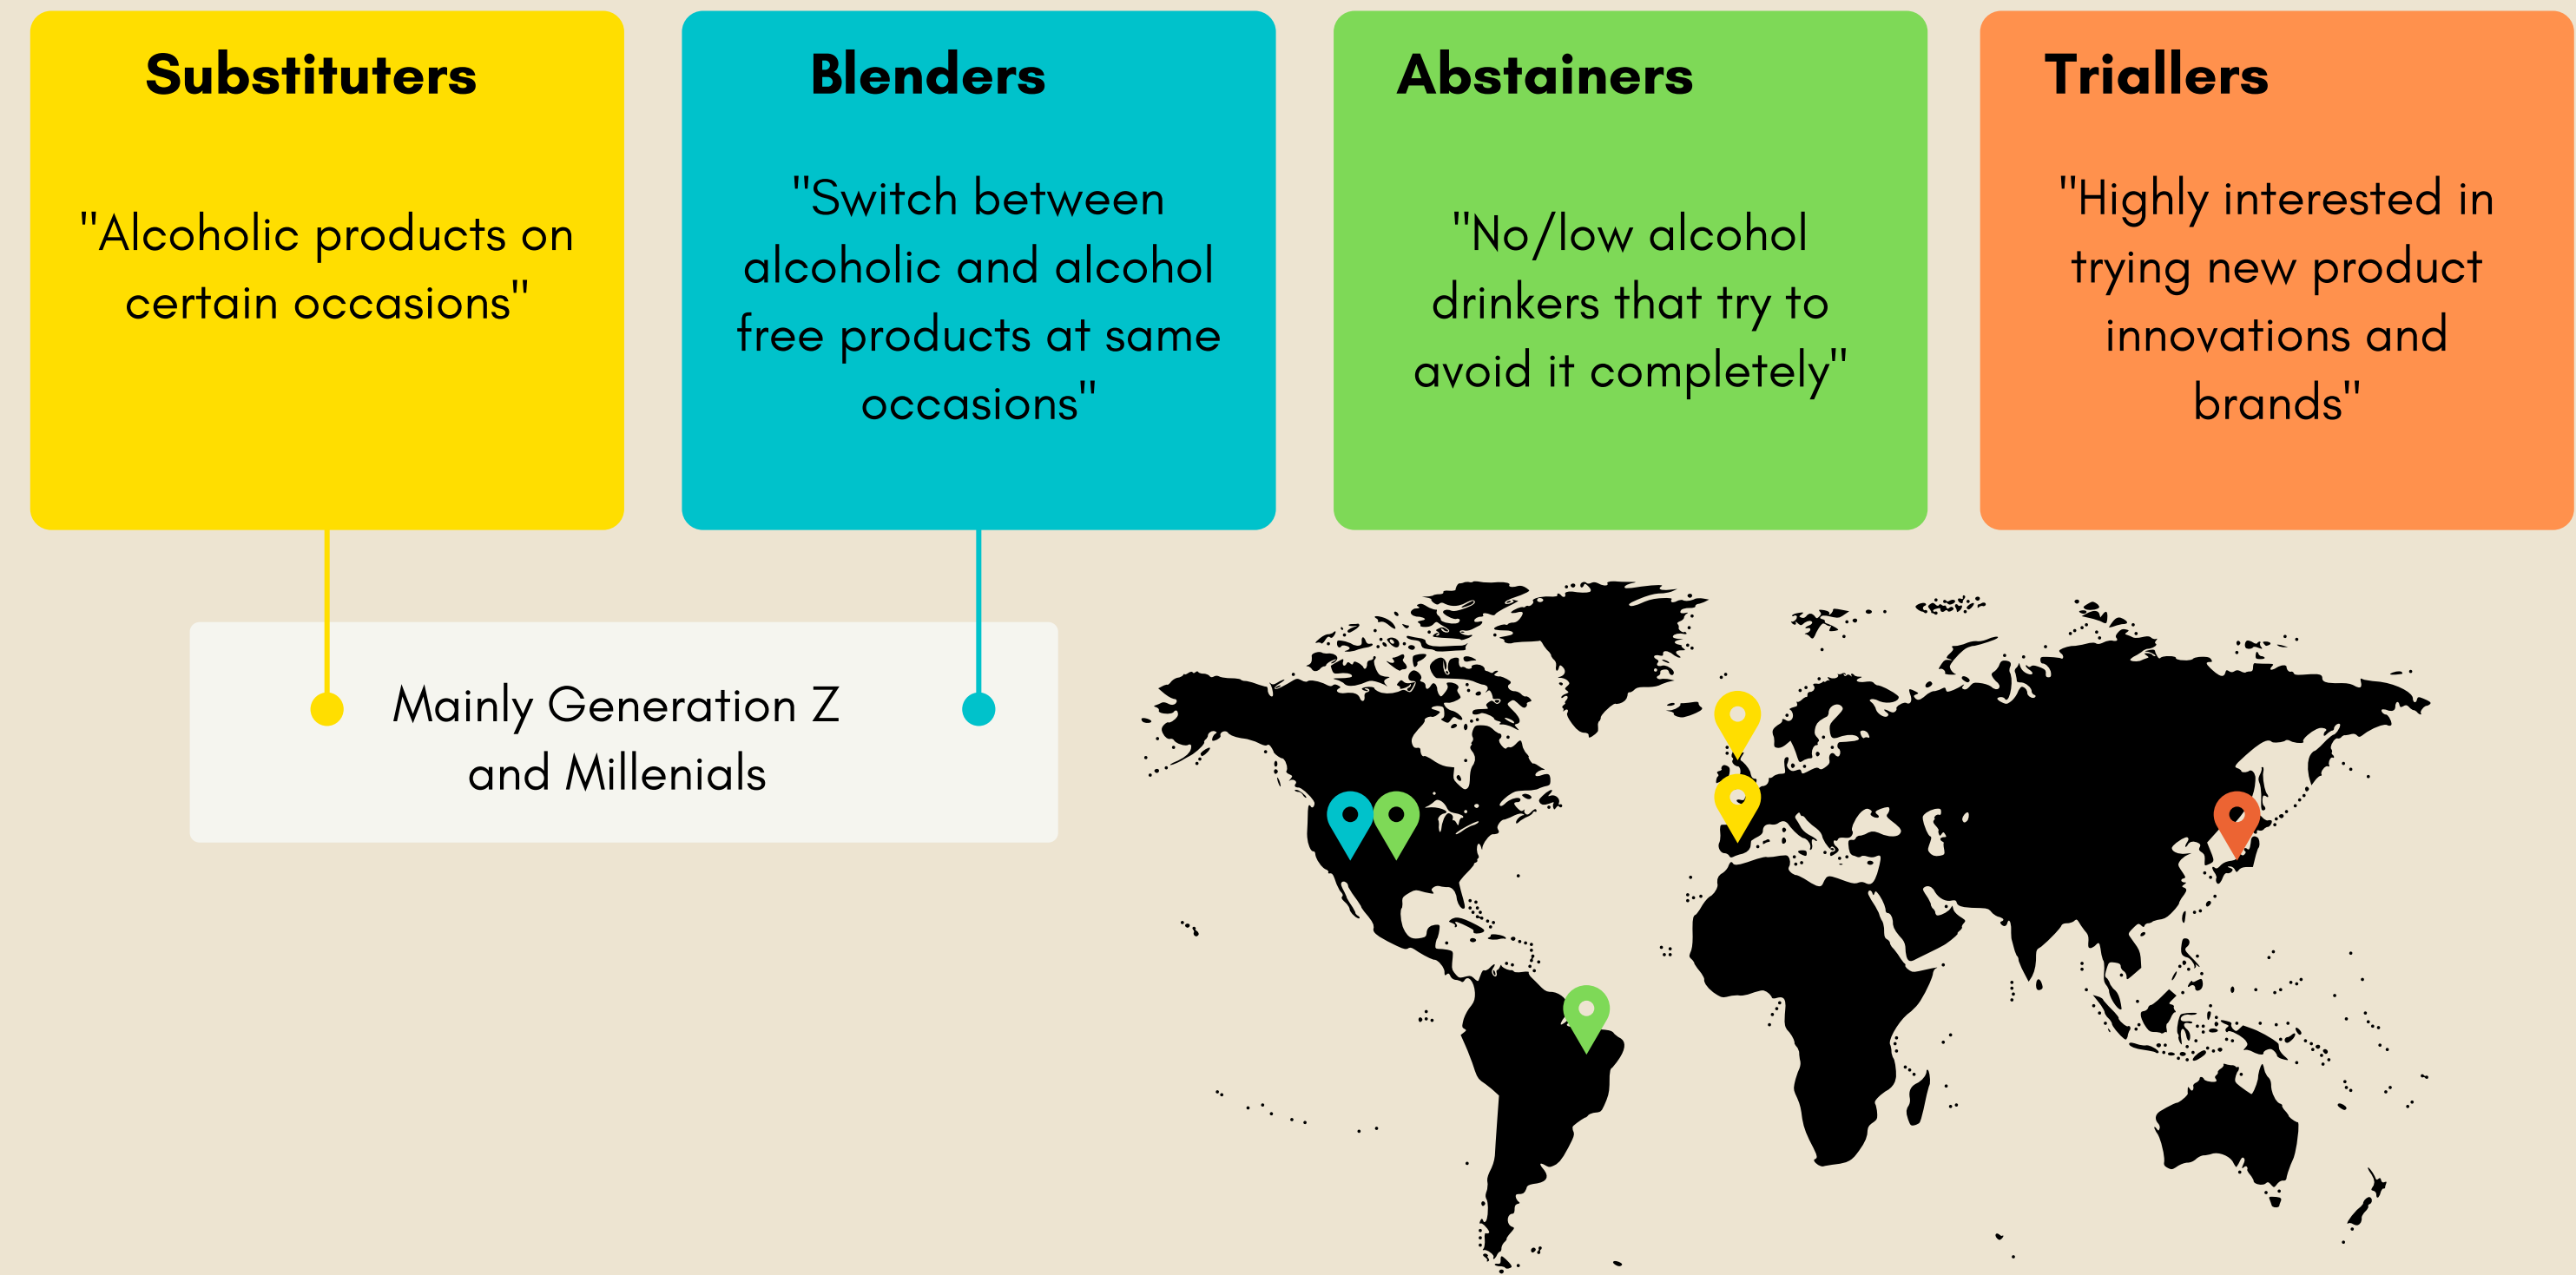 Substituters
"Alcoholic products on
certain occasions"
Blenders
"Switch between
alcoholic and alcohol
free products at same
occasions"
Abstainers
"No/low alcohol
drinkers that try to
avoid it completely"
Triallers
"Highly interested in
trying new product
innovations and
brands"
Mainly Generation Z
and Millenials